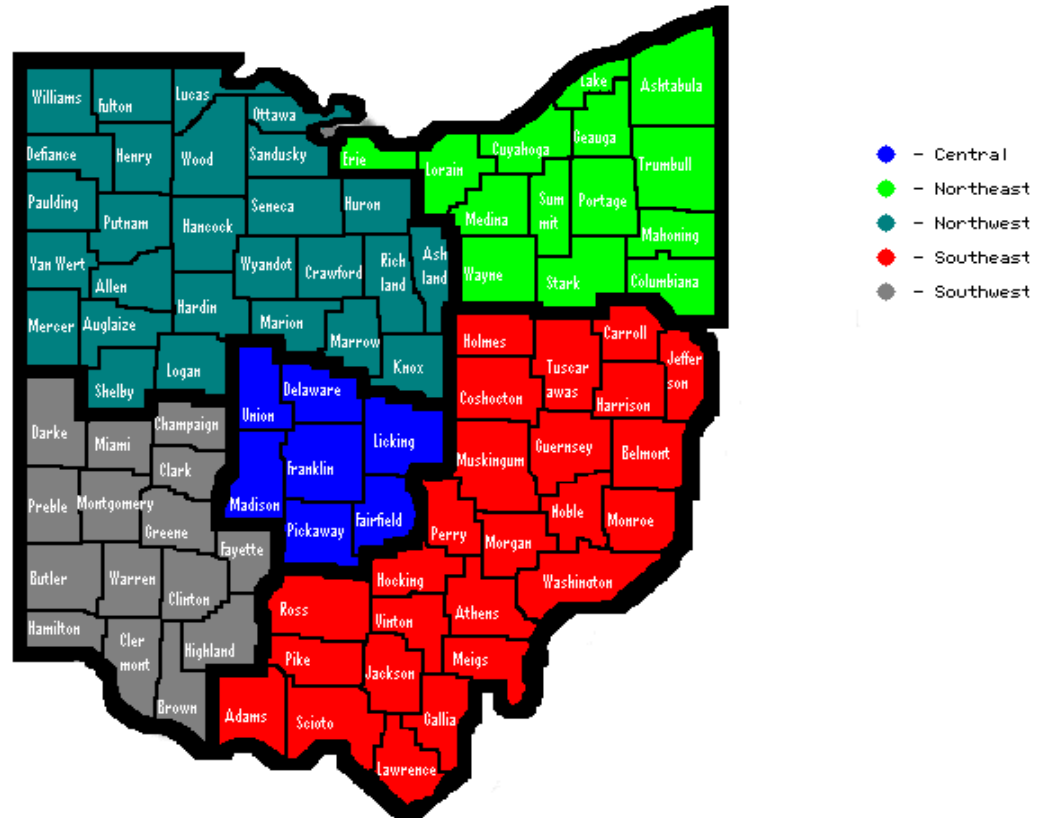 Lake
Ashtabula
Williams
Fulton
Lucas
Ottawa
Geauga
Cuyahoga
Defiance
Henry
Wood
Sandusky
Erie
Lorain
Trumbull
Paulding
Putnam
Hancock
Seneca
Huron
Medina
Sum
mit
Portage
Mahoning
Van Wert
Allen
Wyandot
Crawford
Rich
land
Ash
land
Wayne
Stark
Columbiana
Mercer
Auglaize
Hardin
Marion
Marrow
Holmes
Carroll
Shelby
Logan
Knox
Tuscar
awas
Jeffer
son
Union
Delaware
Coshocton
Harrison
Darke
Miami
Champaign
Licking
Guernsey
Belmont
Clark
Franklin
Muskingum
Preble
Montgomery
Greene
Madison
Pickaway
Fairfield
Perry
Morgan
Noble
Monroe
Fayette
Butler
Warren
Clinton
Hocking
Washington
Hamilton
Cler
mont
Highland
Ross
Vinton
Athens
Pike
Jackson
Meigs
Brown
Adams
Scioto
Gallia
Lawrence
- Central
- Northeast
- Northwest
- Southeast
- Southwest